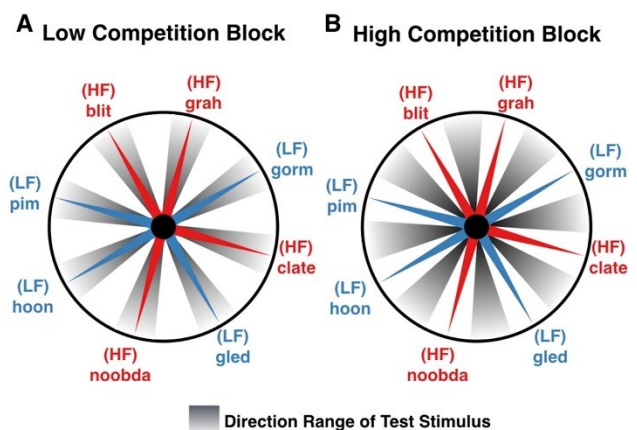 A
Low Competition Block
(HF)
blit
(HF)
grah
(LF)
gorm
(HF)
clate
(LF)
gled
(HF)
noobda
(LF)
hoon
(LF)
pim
B
High Competition Block
(HF)
blit
(HF)
grah
(LF)
gorm
(HF)
clate
(LF)
gled
(HF)
noobda
(LF)
hoon
(LF)
pim
Direction Range of Test Stimulus